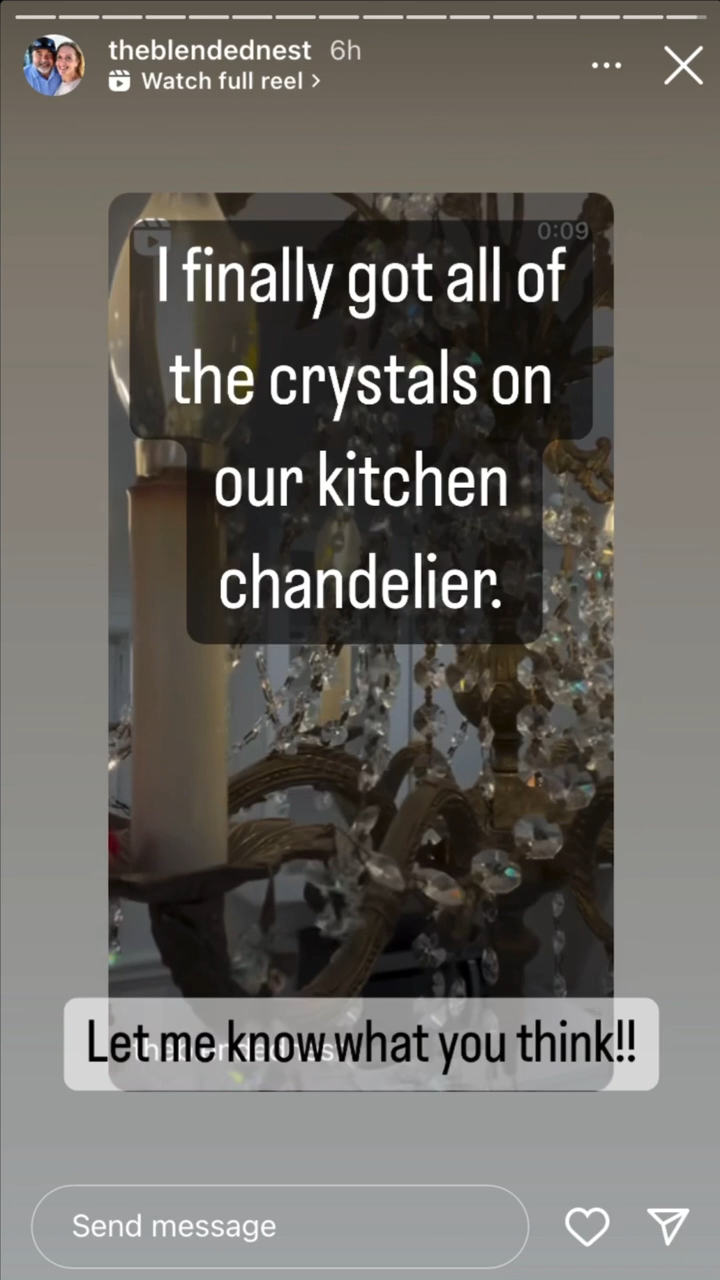 theblendednest 6h
Watch full reel >
0:09
I finally got all of
the crystals on
our kitchen
chandelier.
Let me know what you think!!
theblendednest
Send message